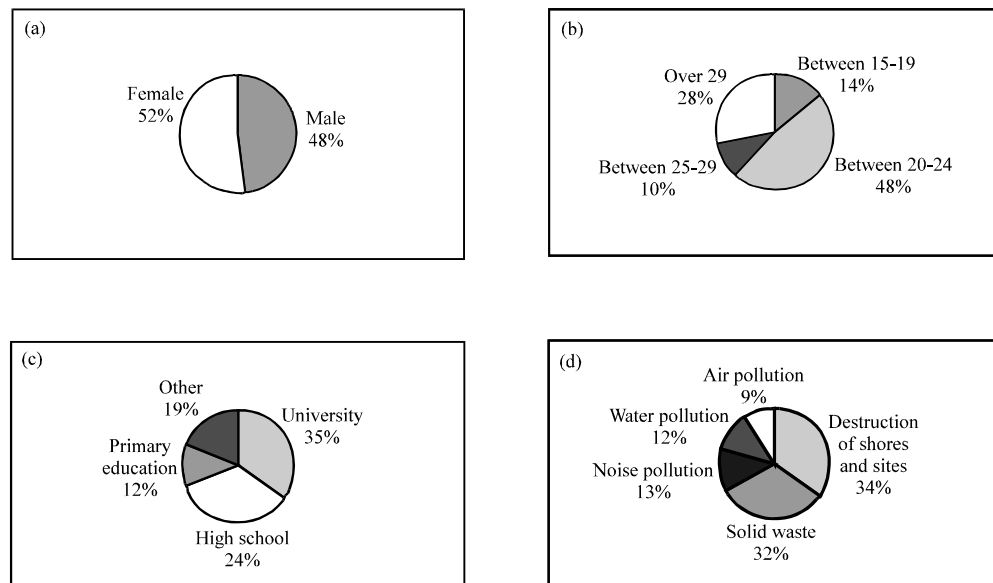 (a)
Female
52%
Male
48%
(b)
Over 29
28%
Between 15-19
14%
Between 25-29
10%
Between 20-24
48%
(c)
Other
19%
University
35%
Primary
education
12%
High school
24%
(d)
Air pollution
9%
Water pollution
12%
Destruction
of shores
and sites
34%
Noise pollution
13%
Solid waste
32%